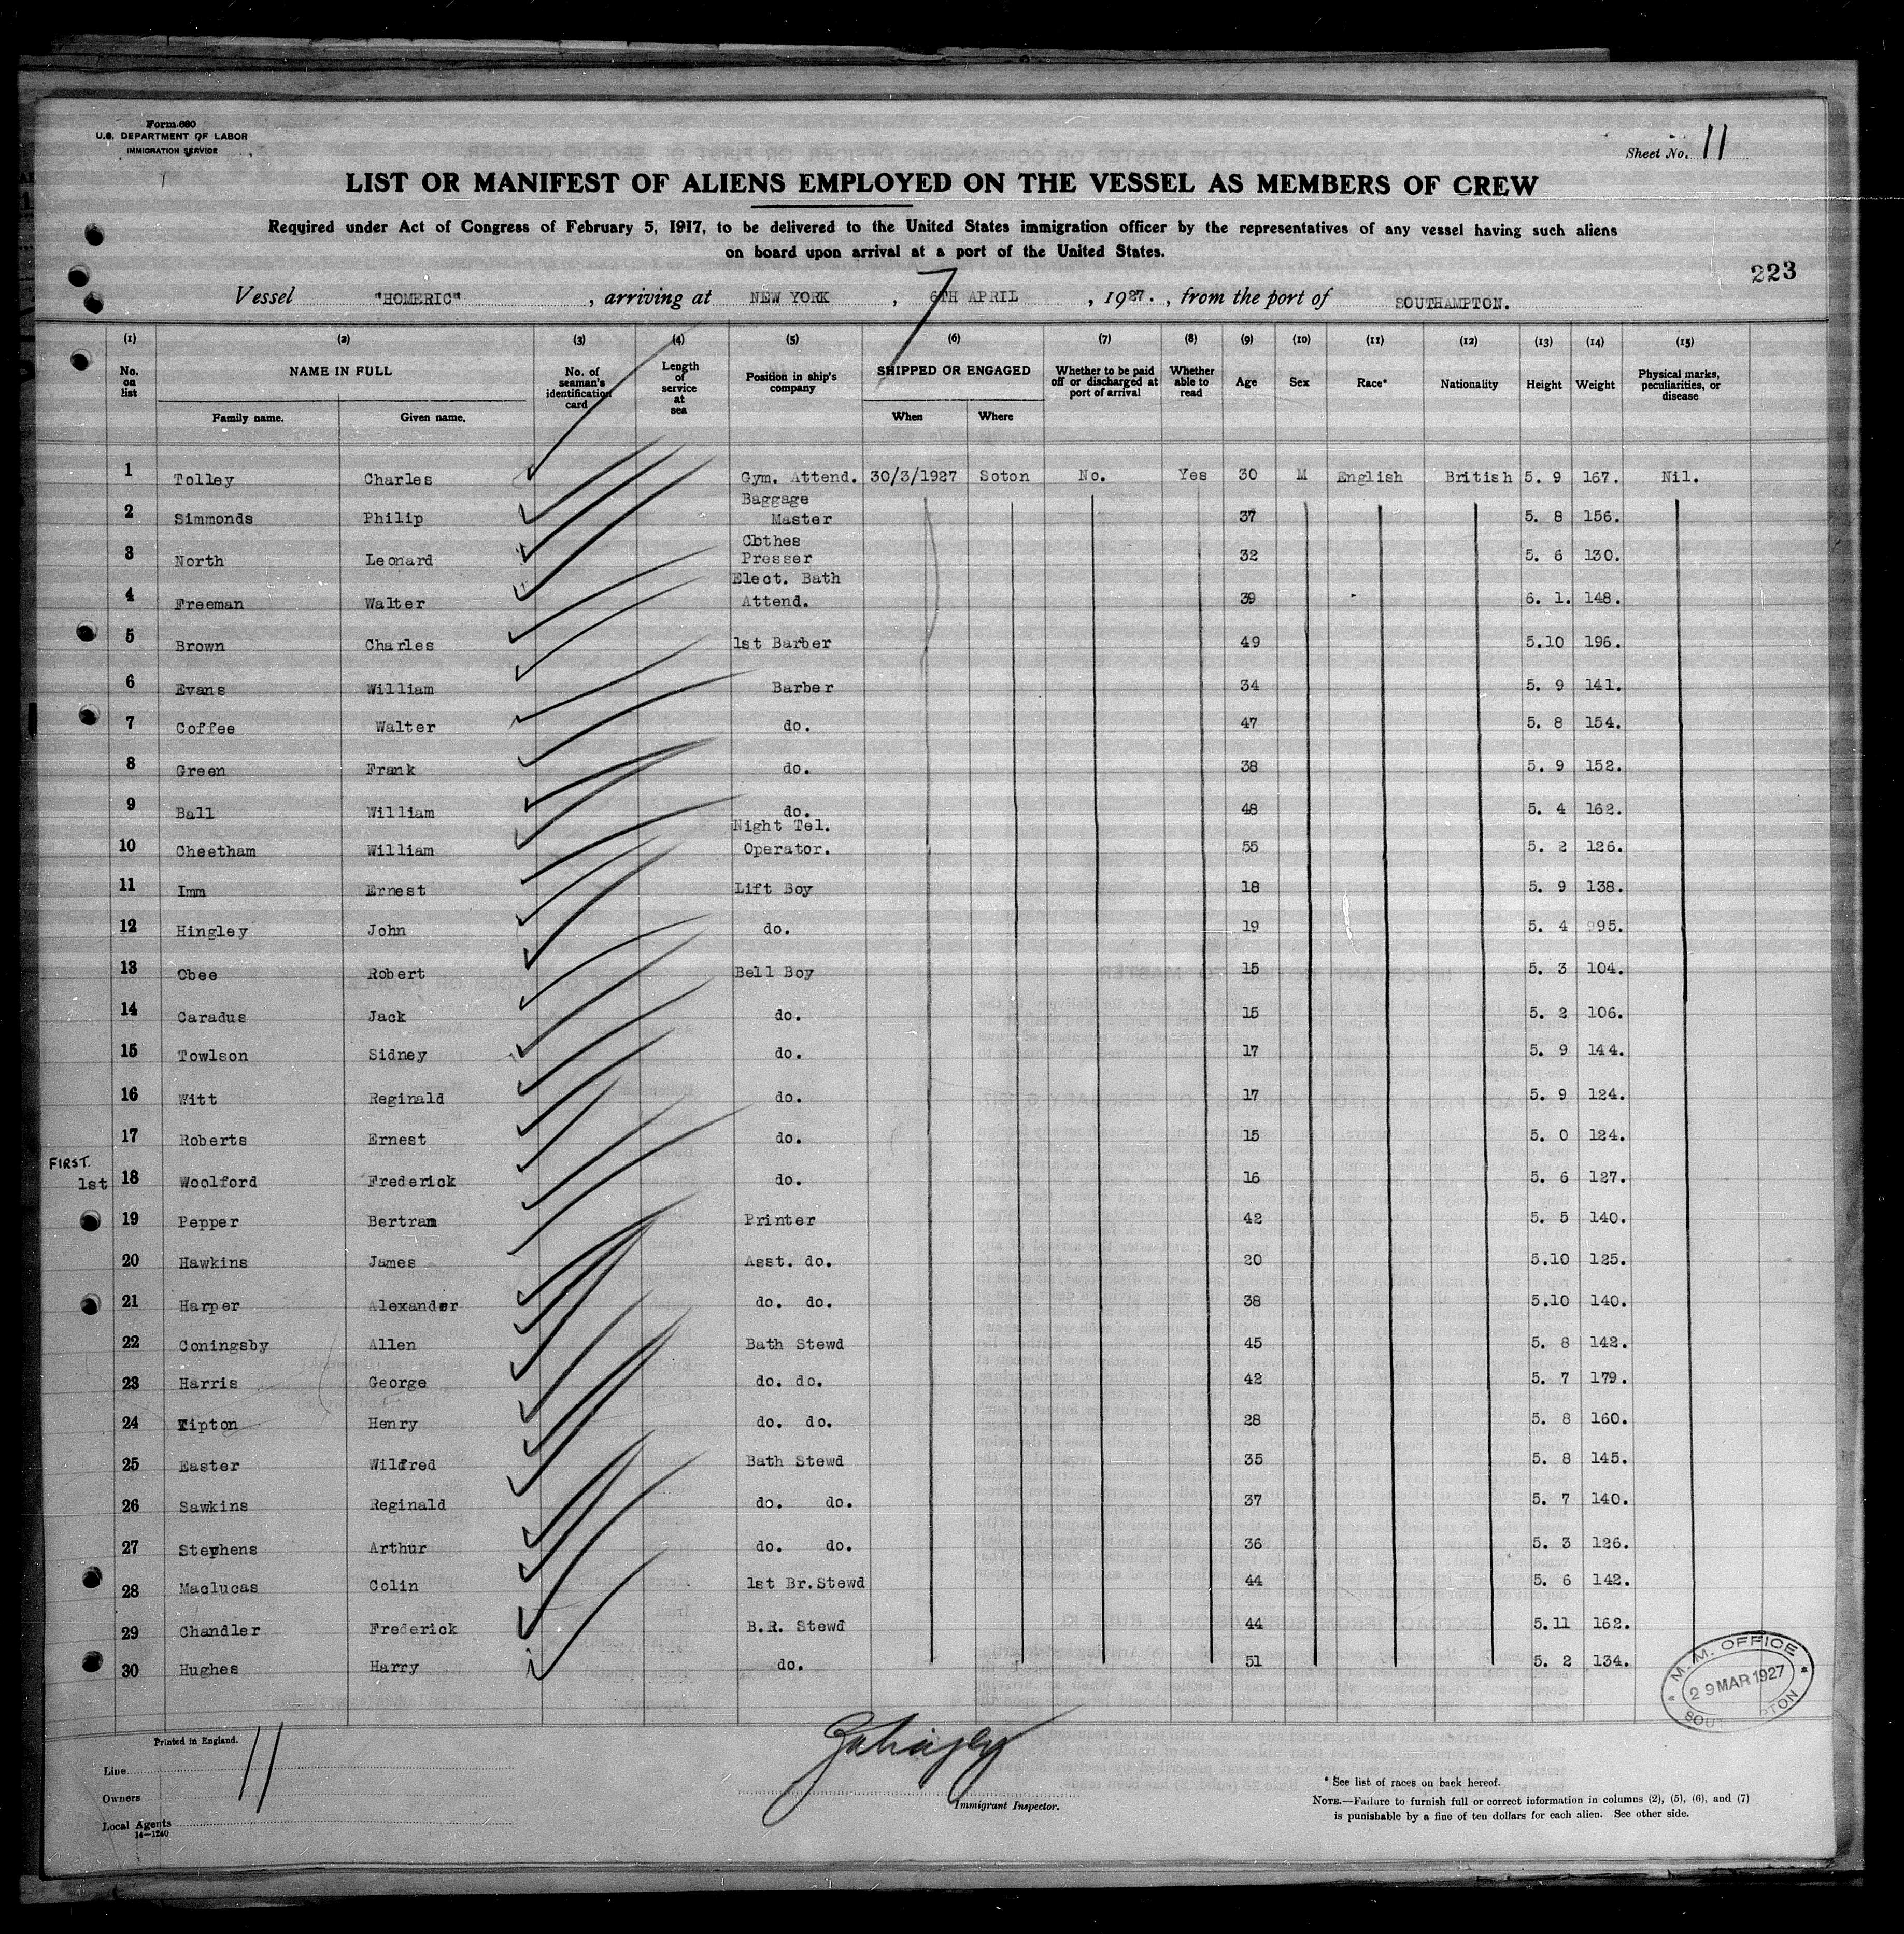 Form 680
U.S. DEPARTMENT OF LABOR
IMMIGRATION SERVICE
Sheet No. 11
LIST OR MANIFEST OF ALIENS EMPLOYED ON THE VESSEL AS MEMBERS OF CREW
Required under Act of Congress of February 5, 1917, to be delivered to the United States immigration officer by the representatives of any vessel having such aliens
on board upon arrival at a port of the United States.
223
7
Vessel "HOMERIC", arriving at NEW YORK, 6TH APRIL, 1927., from the port of SOUTHAMPTON.
(1) (2) (3) (4) (5) (6) (7) (8) (9) (10) (11) (12) (13) (14) (15)
No. on list NAME IN FULL Family name. Given name. No. of seaman's identification card Length of service at sea Position in ship's company SHIPPED OR ENGAGED When Where Whether to be paid off or discharged at port of arrival Whether able to read Age Sex Race* Nationality Height Weight Physical marks, peculiarities, or disease
1 Tolley Charles Gym. Attend. 30/3/1927 Soton No. Yes 30 M English British 5. 9 167. Nil.
2 Simmonds Philip Baggage Master 37 5. 8 156.
3 North Leonard Clothes Presser 32 5. 6 130.
4 Freeman Walter Elect. Bath Attend. 39 6. 1. 148.
5 Brown Charles 1st Barber 49 5.10 196.
6 Evans William Barber 34 5. 9 141.
7 Coffee Walter do. 47 5. 8 154.
8 Green Frank do. 38 5. 9 152.
9 Ball William do. 48 5. 4 162.
10 Cheetham William Night Tel. Operator. 55 5. 2 126.
11 Imm Ernest Lift Boy 18 5. 9 138.
12 Hingley John do. 19 5. 4 95.
13 Obee Robert Bell Boy 15 5. 3 104.
14 Caradus Jack do. 15 5. 2 106.
15 Towlson Sidney do. 17 5. 9 144.
16 Witt Reginald do. 17 5. 9 124.
17 Roberts Ernest do. 15 5. 0 124.
FIRST.
1st 18 Woolford Frederick do. 16 5. 6 127.
19 Pepper Bertram Printer 42 5. 5 140.
20 Hawkins James Asst. do. 20 5.10 125.
21 Harper Alexander do. do. 38 5.10 140.
22 Coningsby Allen Bath Stewd 45 5. 8 142.
23 Harris George do. do. 42 5. 7 179.
24 Tipton Henry do. do. 28 5. 8 160.
25 Easter Wilfred Bath Stewd 35 5. 8 145.
26 Sawkins Reginald do. do. 37 5. 7 140.
27 Stephens Arthur do. do. 36 5. 3 126.
28 Maclucas Colin 1st Br.Stewd 44 5. 6 142.
29 Chandler Frederick B.R. Stewd 44 5.11 162.
30 Hughes Harry do. 51 5. 2 134.
M. M. OFFICE
29 MAR 1927
Printed in England.
11
Line
Owners
Local Agents
14—1240
Immigrant Inspector.
* See list of races on back hereof.
NOTE.—Failure to furnish full or correct information in columns (2), (5), (6), and (7)
is punishable by a fine of ten dollars for each alien. See other side.